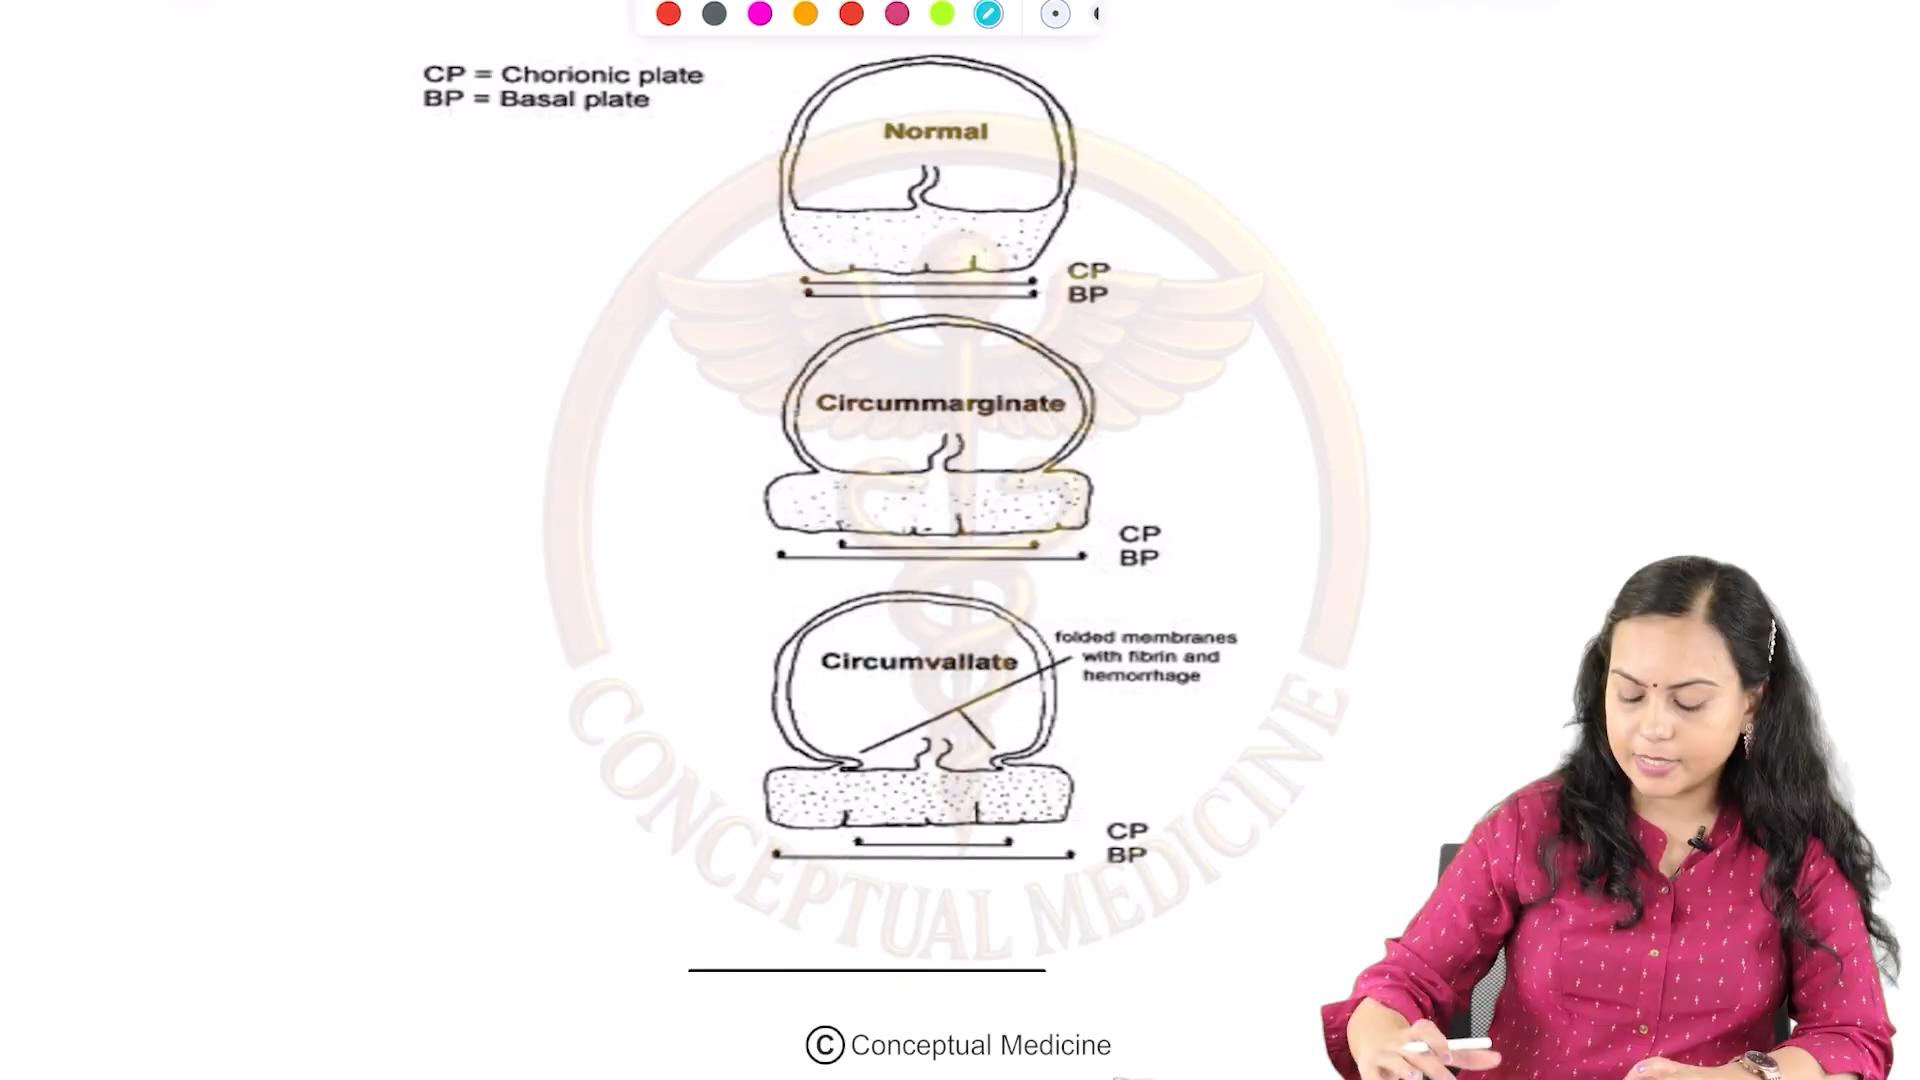 CP = Chorionic plate
BP = Basal plate
Normal
CP
BP
Circummarginate
CP
BP
Circumvallate
folded membranes
with fibrin and
hemorrhage
CP
BP
CONCEPTUAL MEDICINE
© Conceptual Medicine